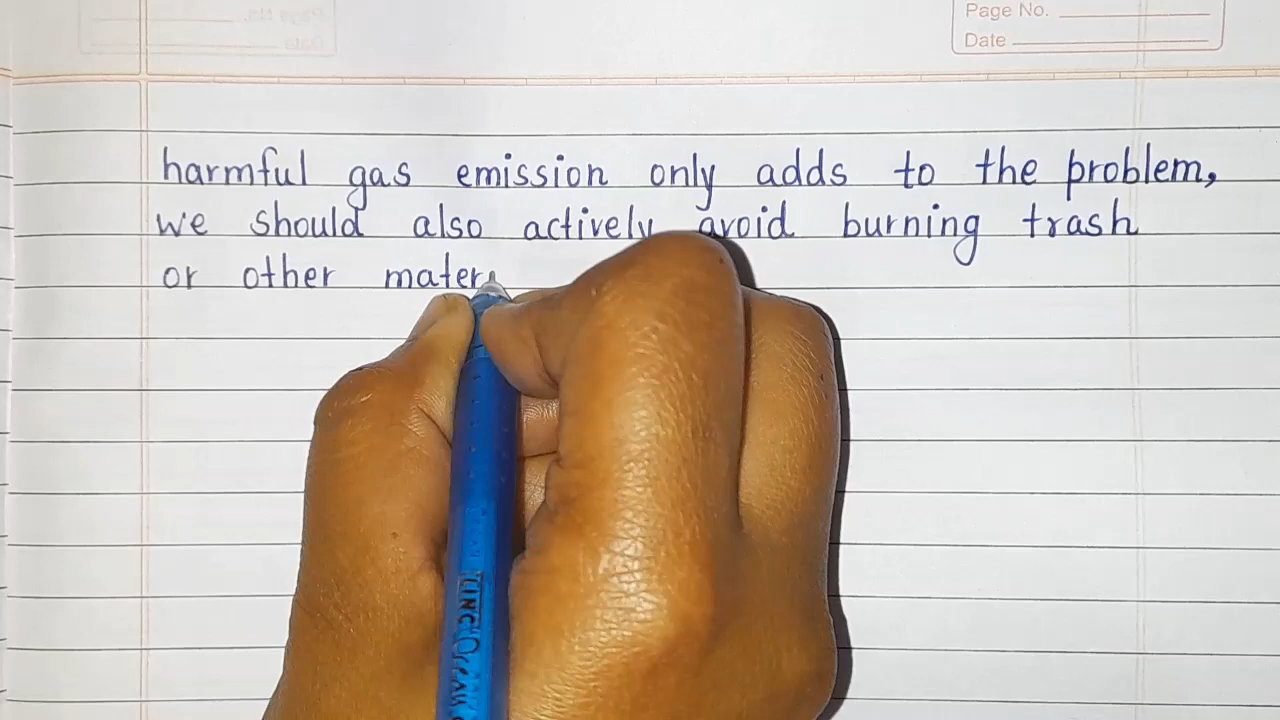 Page No.
Date
harmful gas emission only adds to the problem,
we should also actively avoid burning trash
or other mater